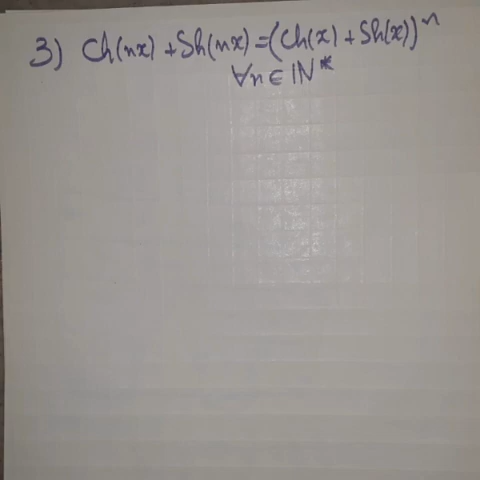 3) Ch(nx) + Sh(nx) = (Ch(x) + Sh(x))ⁿ
∀n ∈ IN*